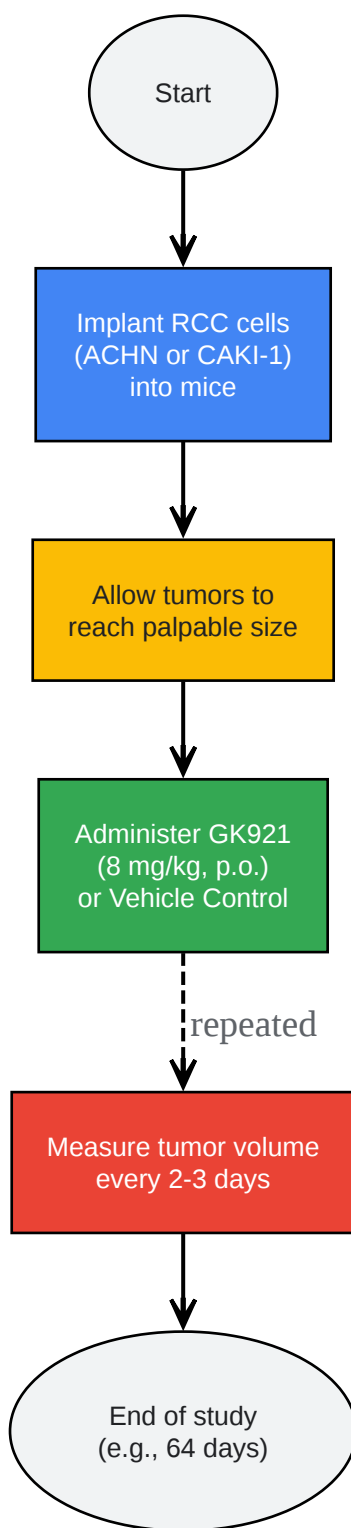 Start
Implant RCC cells
(ACHN or CAKI-1)
into mice
Allow tumors to
reach palpable size
Administer GK921
(8 mg/kg, p.o.)
or Vehicle Control
repeated
Measure tumor volume
every 2-3 days
End of study
(e.g., 64 days)